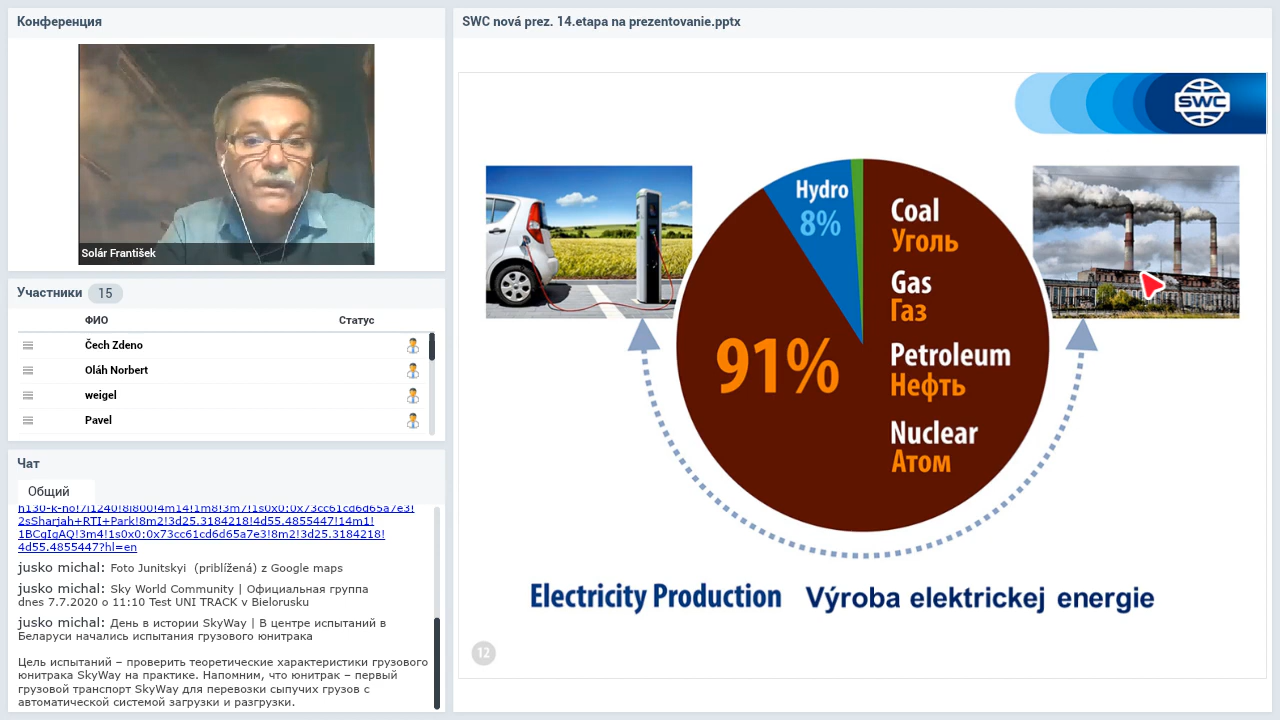 Конференция
Solár František
Участники 15
ФИО Статус
Čech Zdeno
Oláh Norbert
weigel
Pavel
Чат
Общий
2sSharjah+RTI+Park!8m2!3d25.3184218!4d55.4855447!14m1!
1BCgIgAQ!3m4!1s0x0:0x73cc61cd6d65a7e3!8m2!3d25.3184218!
4d55.4855447?hl=en
jusko michal: Foto Junitskyi (priblížená) z Google maps
jusko michal: Sky World Community | Официальная группа
dnes 7.7.2020 o 11:10 Test UNI TRACK v Bielorusku
jusko michal: День в истории SkyWay | В центре испытаний в
Беларуси начались испытания грузового юнитрака
Цель испытаний – проверить теоретические характеристики грузового
юнитрака SkyWay на практике. Напомним, что юнитрак – первый
грузовой транспорт SkyWay для перевозки сыпучих грузов с
автоматической системой загрузки и разгрузки.
SWC nová prez. 14.etapa na prezentovanie.pptx
SWC
Hydro
8%
91%
Coal
Уголь
Gas
Газ
Petroleum
Нефть
Nuclear
Атом
Electricity Production Výroba elektrickej energie
12